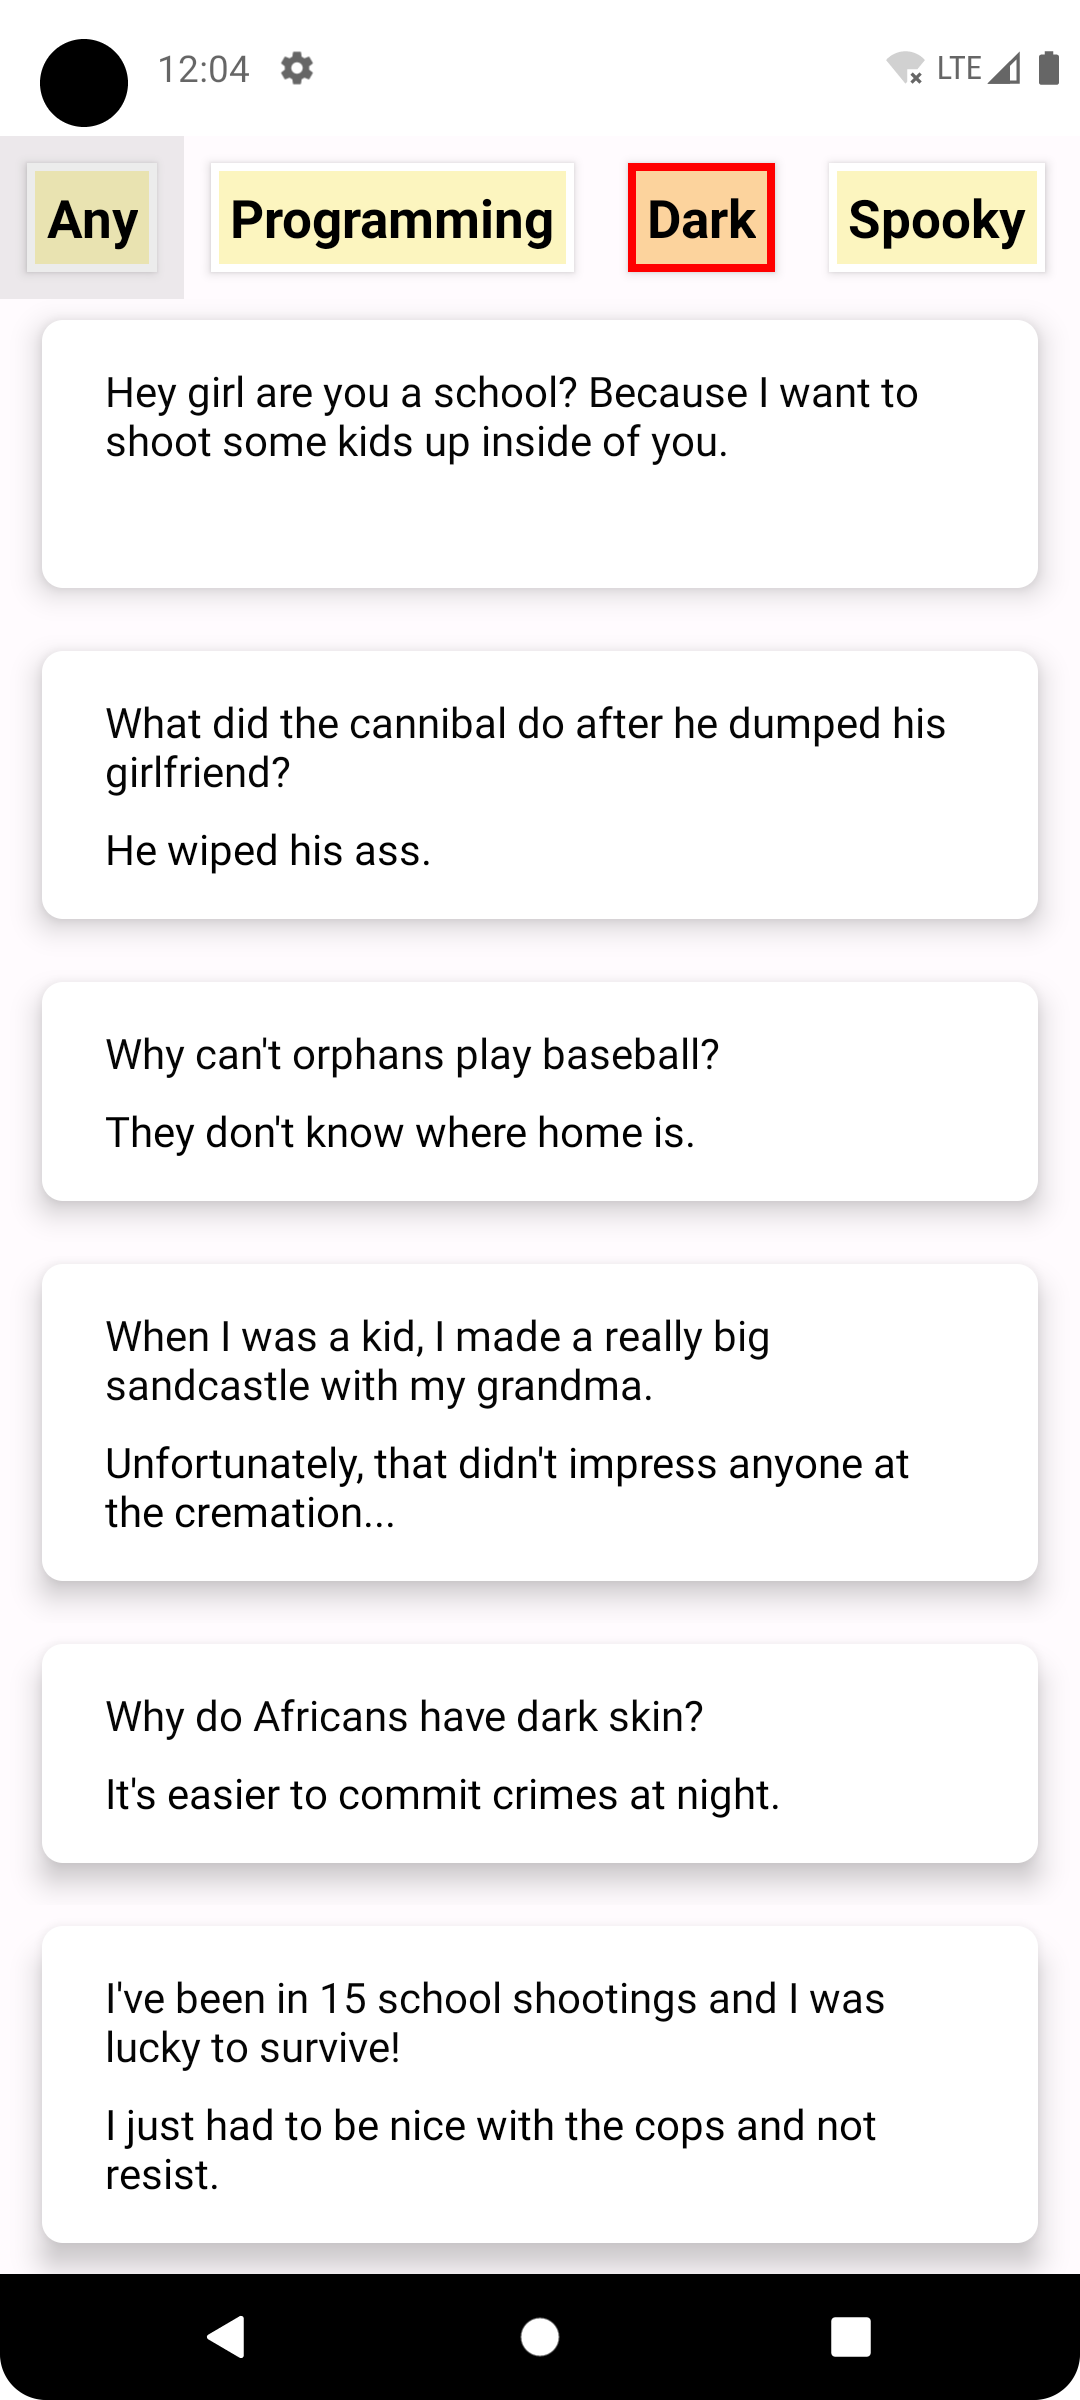 12:04 LTE
Any Programming Dark Spooky
Hey girl are you a school? Because I want to
shoot some kids up inside of you.
What did the cannibal do after he dumped his
girlfriend?
He wiped his ass.
Why can't orphans play baseball?
They don't know where home is.
When I was a kid, I made a really big
sandcastle with my grandma.
Unfortunately, that didn't impress anyone at
the cremation...
Why do Africans have dark skin?
It's easier to commit crimes at night.
I've been in 15 school shootings and I was
lucky to survive!
I just had to be nice with the cops and not
resist.